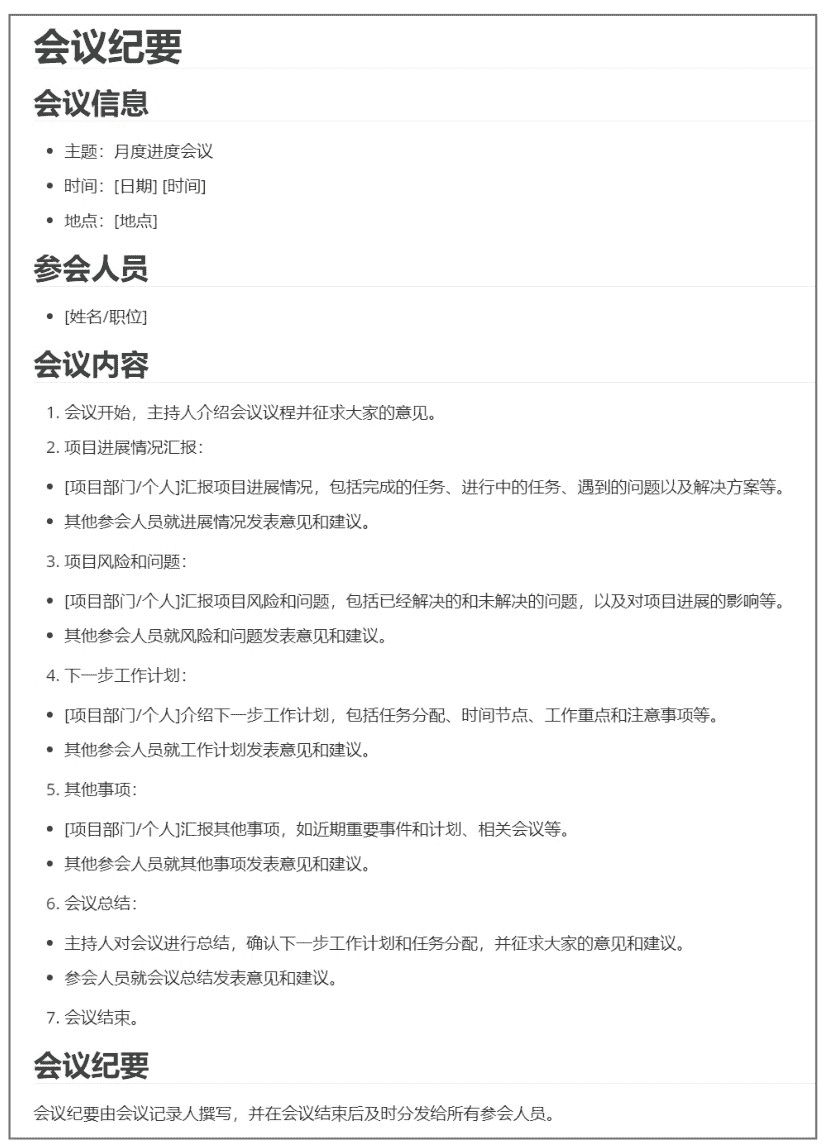 会议纪要
会议信息
• 主题：月度进度会议
• 时间：[日期] [时间]
• 地点：[地点]
参会人员
• [姓名/职位]
会议内容
1. 会议开始，主持人介绍会议议程并征求大家的意见。
2. 项目进展情况汇报：
• [项目部门/个人]汇报项目进展情况，包括完成的任务、进行中的任务、遇到的问题以及解决方案等。
• 其他参会人员就进展情况发表意见和建议。
3. 项目风险和问题：
• [项目部门/个人]汇报项目风险和问题，包括已经解决的和未解决的问题，以及对项目进展的影响等。
• 其他参会人员就风险和问题发表意见和建议。
4. 下一步工作计划：
• [项目部门/个人]介绍下一步工作计划，包括任务分配、时间节点、工作重点和注意事项等。
• 其他参会人员就工作计划发表意见和建议。
5. 其他事项：
• [项目部门/个人]汇报其他事项，如近期重要事件和计划、相关会议等。
• 其他参会人员就其他事项发表意见和建议。
6. 会议总结：
• 主持人对会议进行总结，确认下一步工作计划和任务分配，并征求大家的意见和建议。
• 参会人员就会议总结发表意见和建议。
7. 会议结束。
会议纪要
会议纪要由会议记录人撰写，并在会议结束后及时分发给所有参会人员。